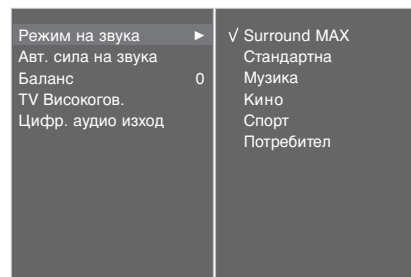 Режим на звука ►
Авт. сила на звука
Баланс 0
TV Високогов.
Цифр. аудио изход
√ Surround MAX
Стандартна
Музика
Кино
Спорт
Потребител